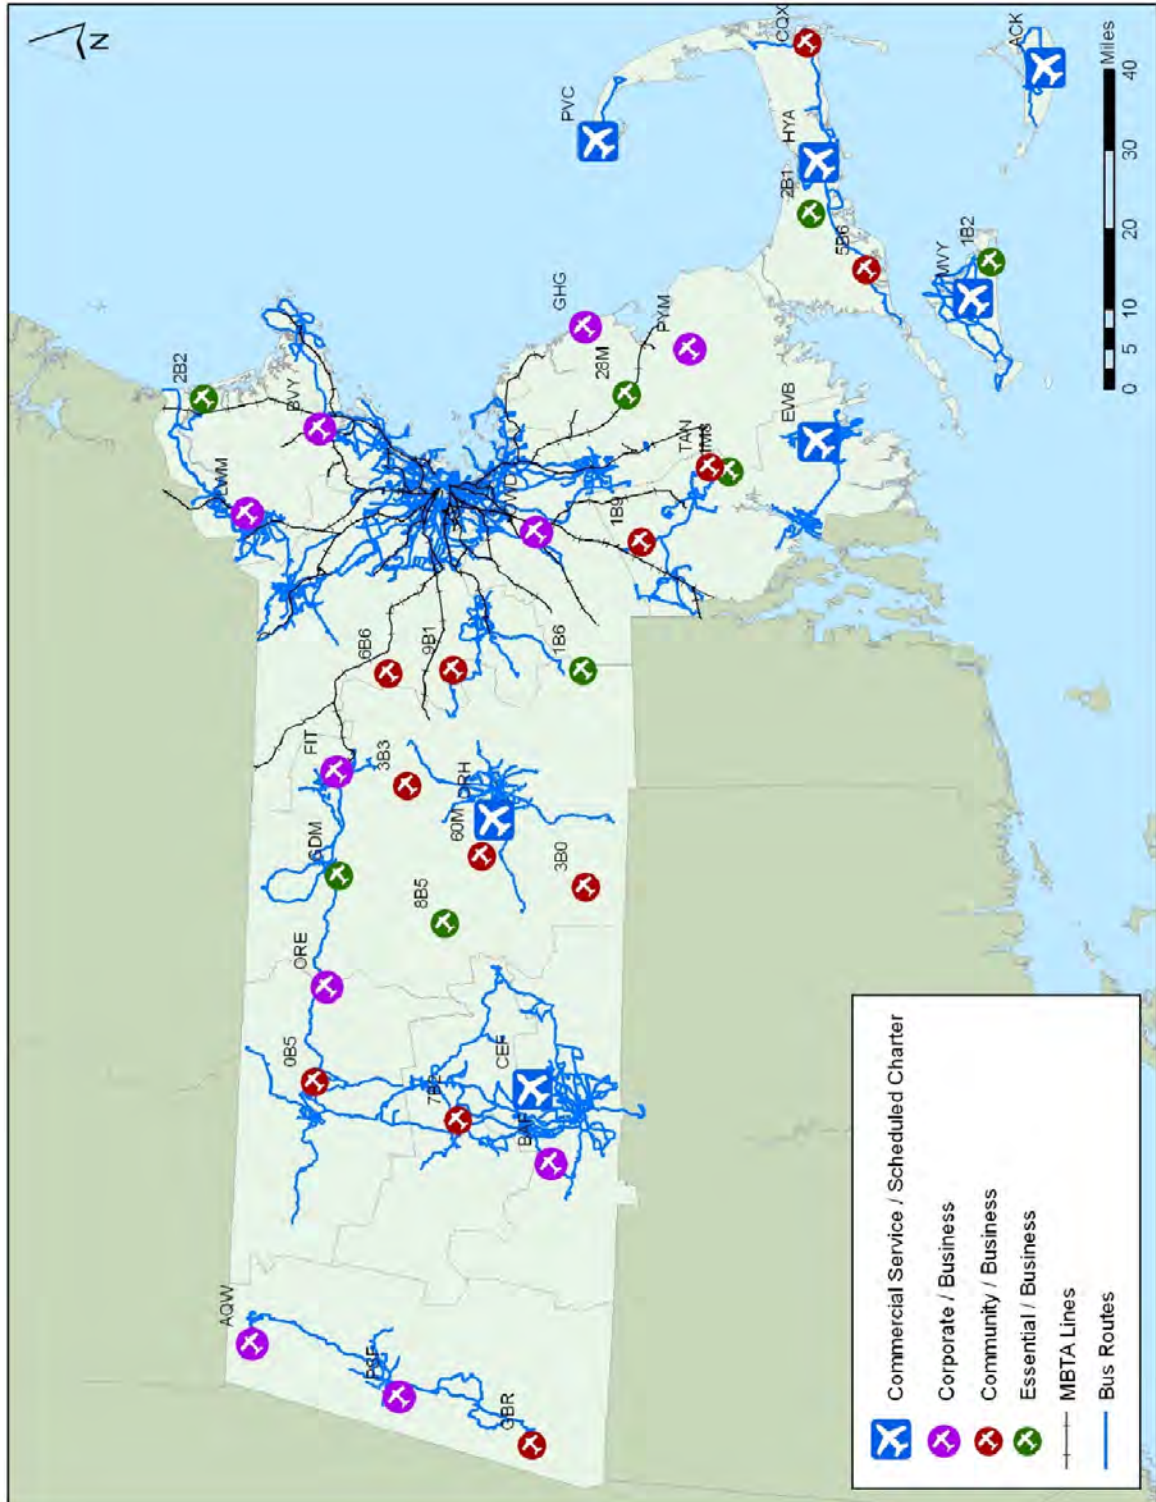 N
PVC
CQX
ACK
HYA
2B1
5B6
MVY
1B2
GHG
28M
PYM
2B2
BVY
LWM
OWD
TAN
1M8
EWB
1B9
6B6
9B1
1B6
FIT
3B3
GDM
60M
ORH
3B0
8B5
ORE
0B5
7B2
CEF
BAF
AQW
PSF
GBR
Miles
0 5 10 20 30 40
Commercial Service / Scheduled Charter
Corporate / Business
Community / Business
Essential / Business
MBTA Lines
Bus Routes